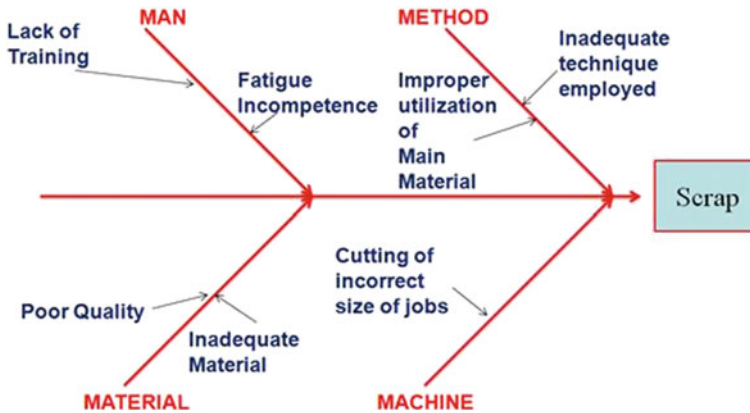 MAN
METHOD
Lack of
Training
Fatigue
Incompetence
Improper
utilization
of
Main
Material
Inadequate
technique
employed
Scrap
Poor Quality
Inadequate
Material
Cutting of
incorrect
size of jobs
MATERIAL
MACHINE